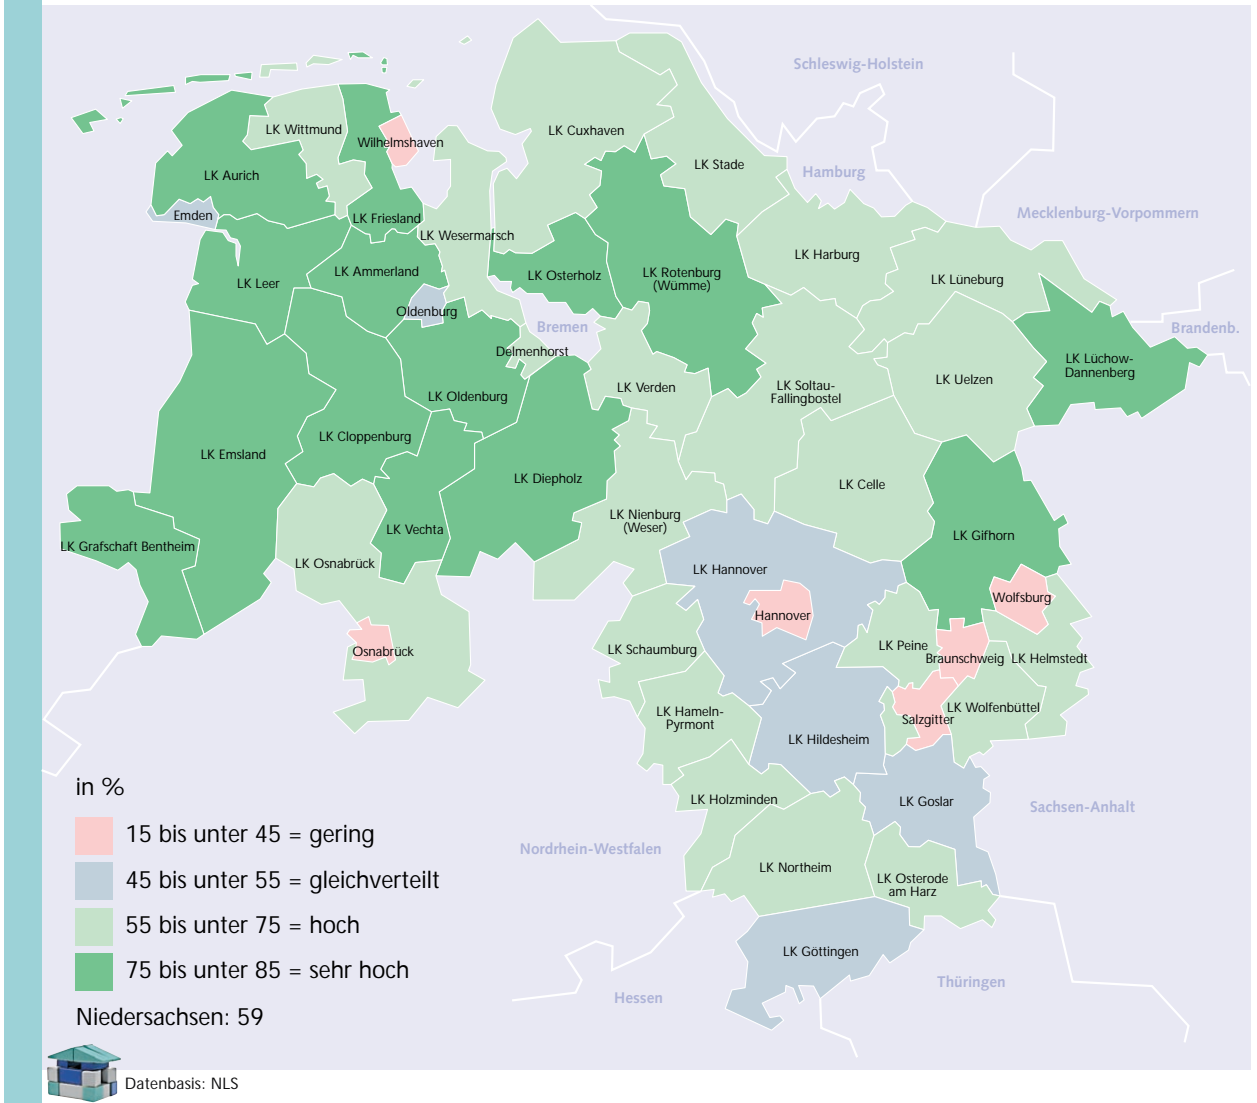 Schleswig-Holstein
LK Wittmund
LK Cuxhaven
Wilhelmshaven
LK Stade
Hamburg
LK Aurich
Emden
LK Friesland
Mecklenburg-Vorpommern
LK Wesermarsch
LK Harburg
LK Ammerland
LK Osterholz
LK Rotenburg
(Wümme)
LK Leer
LK Lüneburg
Oldenburg
Bremen
Brandenb.
Delmenhorst
LK Lüchow-
Dannenberg
LK Verden
LK Soltau-
Fallingbostel
LK Uelzen
LK Oldenburg
LK Cloppenburg
LK Emsland
LK Diepholz
LK Celle
LK Nienburg
(Weser)
LK Vechta
LK Gifhorn
LK Grafschaft Bentheim
LK Osnabrück
LK Hannover
Wolfsburg
Hannover
Osnabrück
LK Schaumburg
LK Peine
Braunschweig
LK Helmstedt
LK Hameln-
Pyrmont
Salzgitter
LK Wolfenbüttel
LK Hildesheim
LK Holzminden
LK Goslar
Sachsen-Anhalt
Nordrhein-Westfalen
LK Northeim
LK Osterode
am Harz
LK Göttingen
Thüringen
Hessen
in %
15 bis unter 45 = gering
45 bis unter 55 = gleichverteilt
55 bis unter 75 = hoch
75 bis unter 85 = sehr hoch
Niedersachsen: 59
Datenbasis: NLS